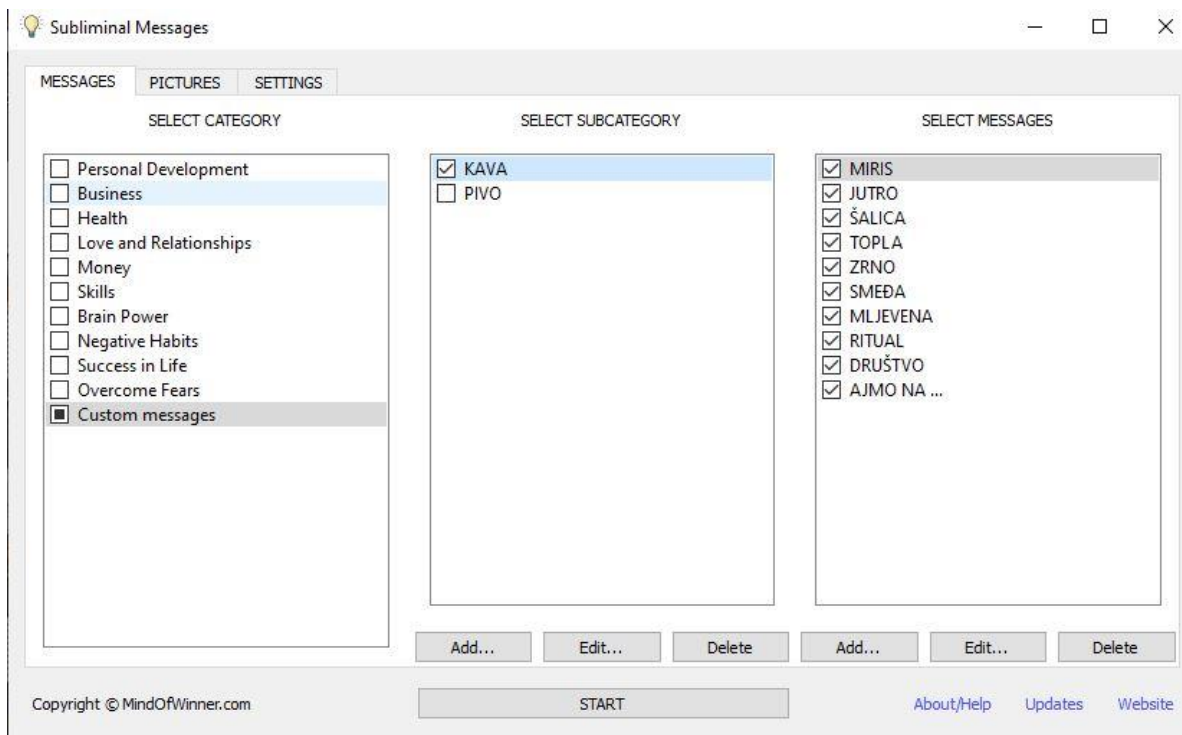 Subliminal Messages
MESSAGES PICTURES SETTINGS
SELECT CATEGORY
Personal Development
Business
Health
Love and Relationships
Money
Skills
Brain Power
Negative Habits
Success in Life
Overcome Fears
Custom messages
SELECT SUBCATEGORY
KAVA
PIVO
Add... Edit... Delete
SELECT MESSAGES
MIRIS
JUTRO
ŠALICA
TOPLA
ZRNO
SMEĐA
MLJEVENA
RITUAL
DRUŠTVO
AJMO NA ...
Add... Edit... Delete
Copyright © MindOfWinner.com START About/Help Updates Website